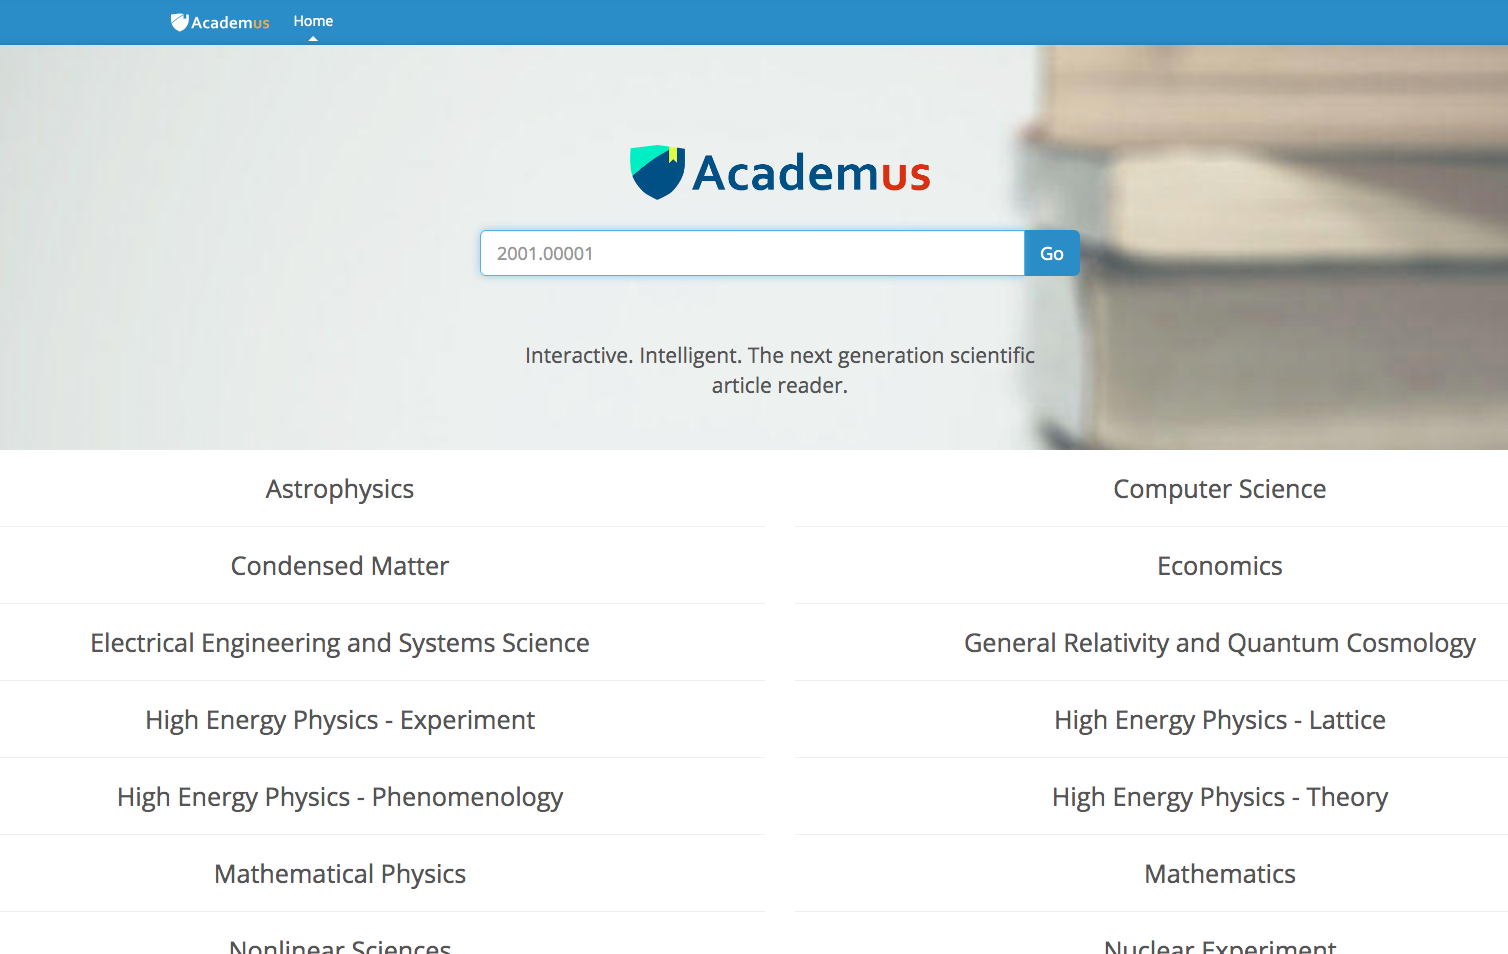 Academus Home
Academus
2001.00001 Go
Interactive. Intelligent. The next generation scientific
article reader.
Astrophysics Computer Science
Condensed Matter Economics
Electrical Engineering and Systems Science General Relativity and Quantum Cosmology
High Energy Physics - Experiment High Energy Physics - Lattice
High Energy Physics - Phenomenology High Energy Physics - Theory
Mathematical Physics Mathematics
Nonlinear Sciences Nuclear Experiment